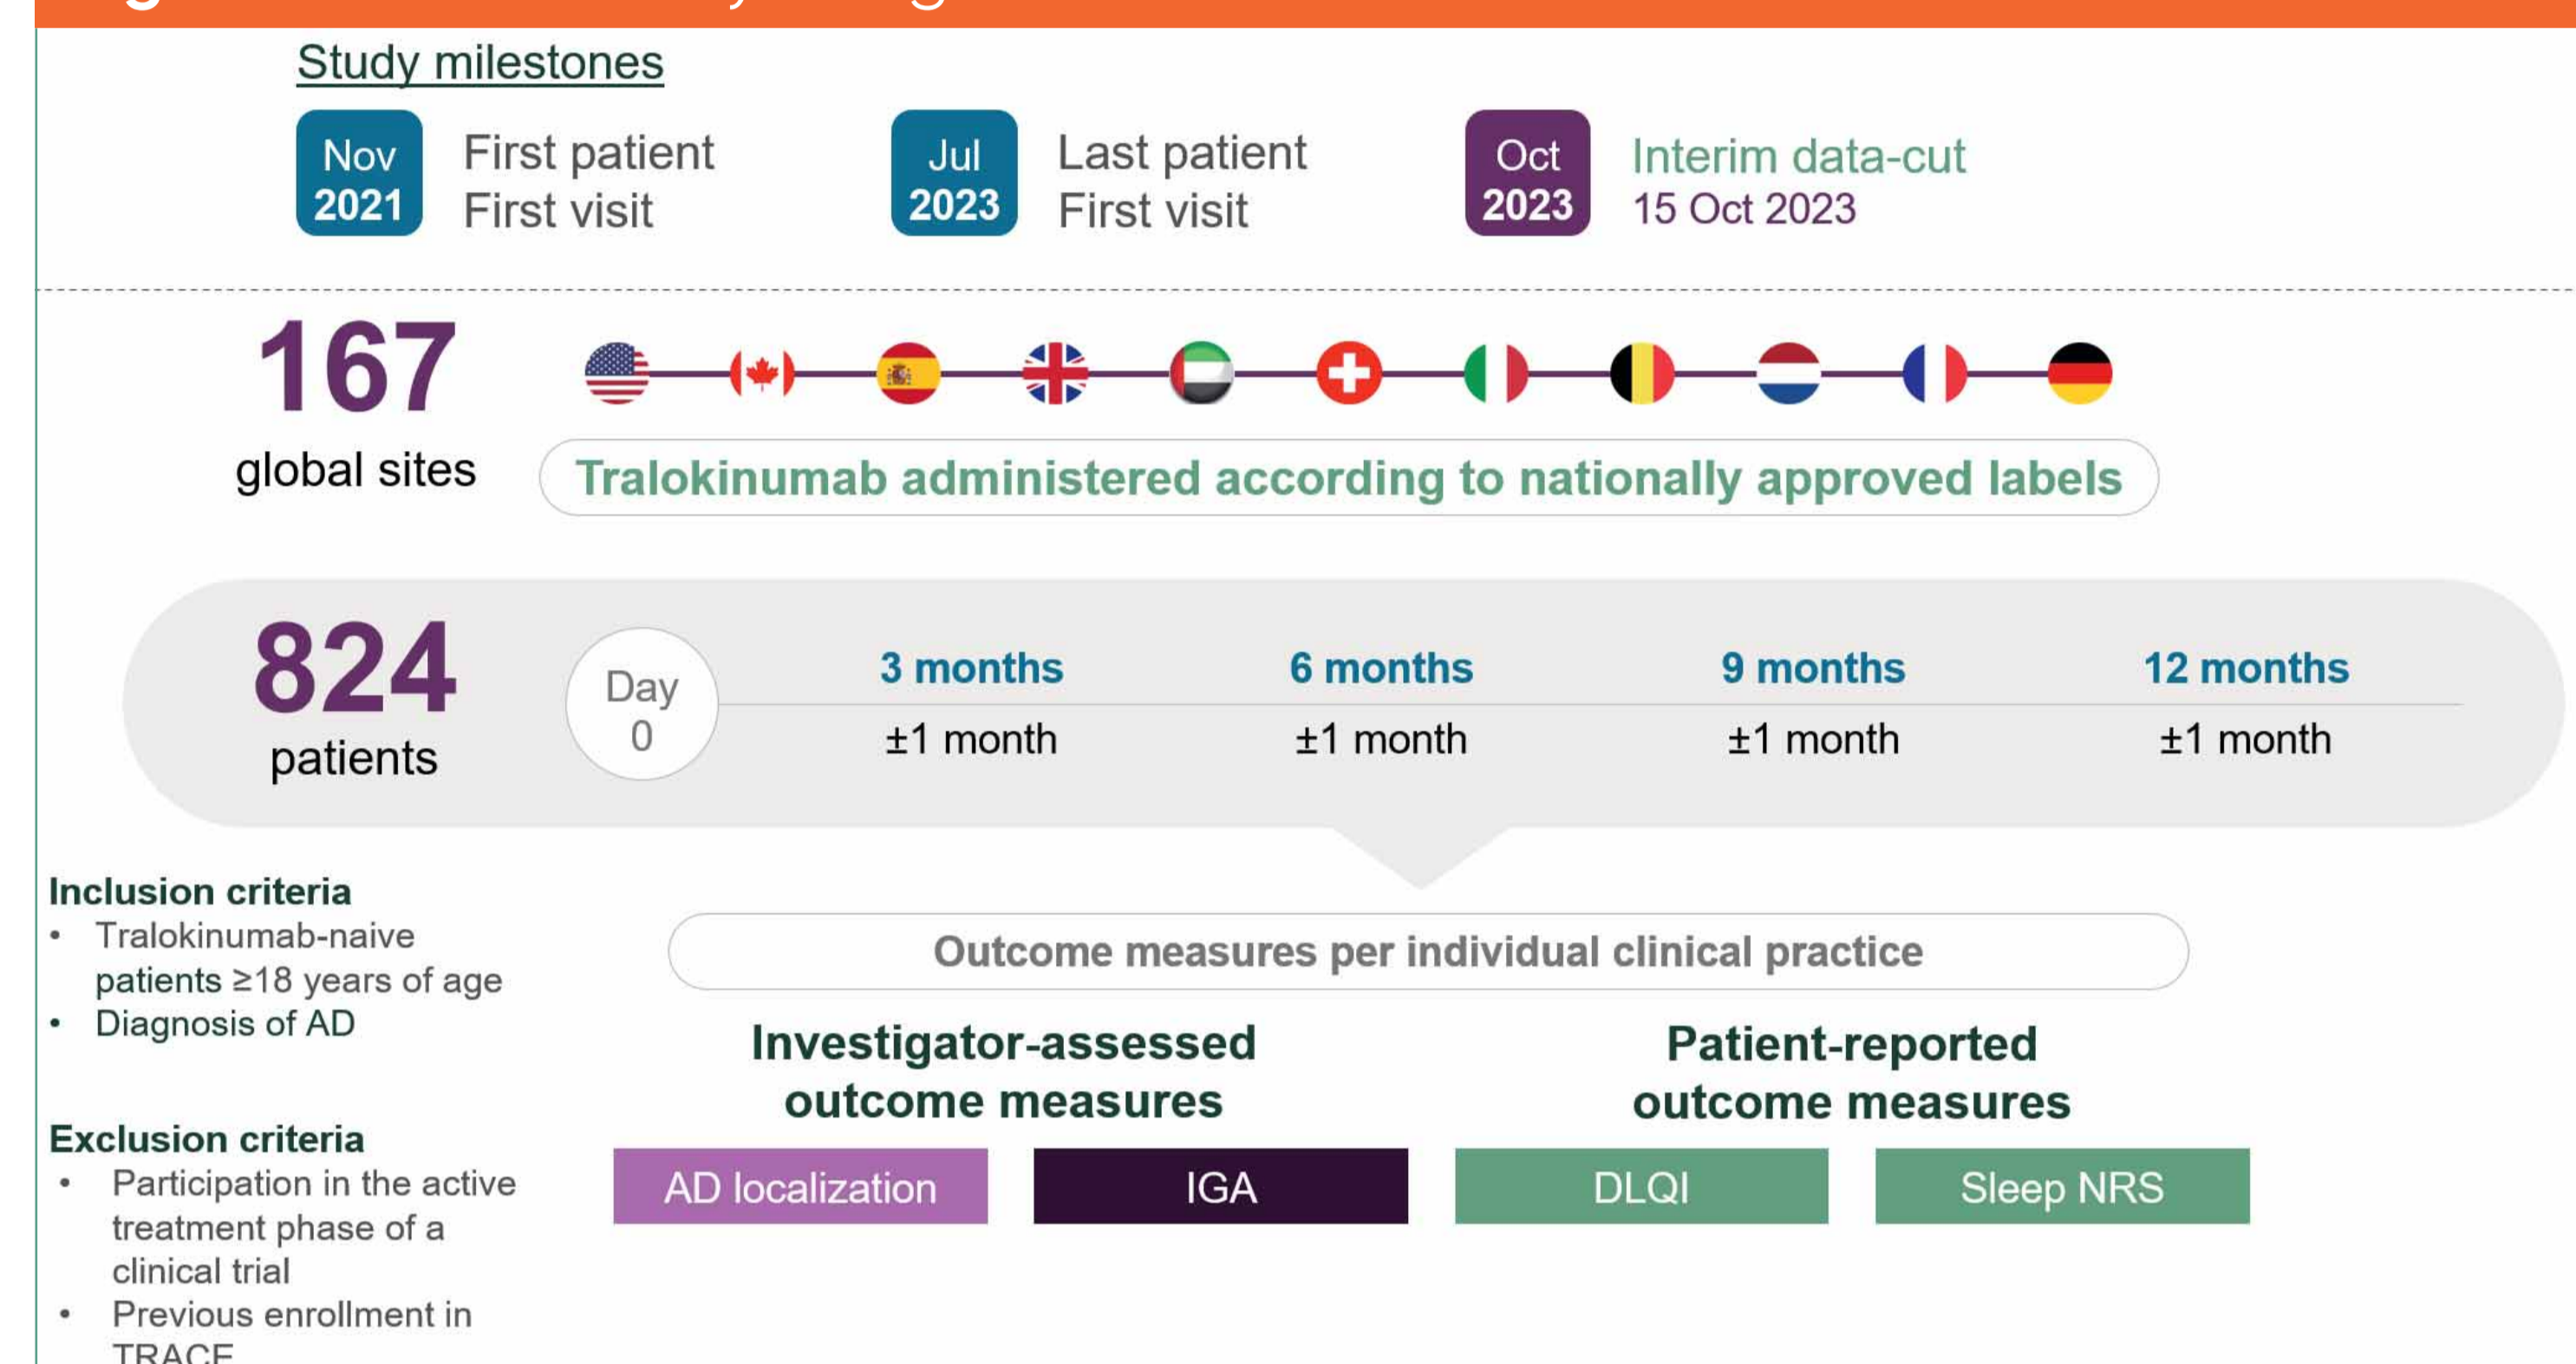 Study milestones
Nov
2021
First patient
First visit
Jul
2023
Last patient
First visit
Oct
2023
Interim data-cut
15 Oct 2023
167
global sites
Tralokinumab administered according to nationally approved labels
824
patients
Day
0
3 months
±1 month
6 months
±1 month
9 months
±1 month
12 months
±1 month
Inclusion criteria
• Tralokinumab-naive
patients ≥18 years of age
• Diagnosis of AD
Exclusion criteria
• Participation in the active
treatment phase of a
clinical trial
• Previous enrollment in
TRACE
Outcome measures per individual clinical practice
Investigator-assessed
outcome measures
AD localization
IGA
Patient-reported
outcome measures
DLQI
Sleep NRS